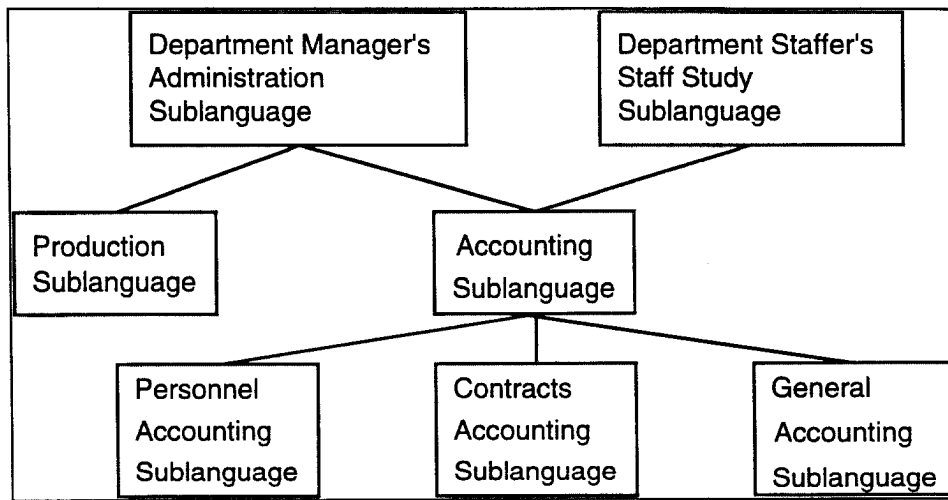 Department Manager's
Administration
Sublanguage
Department Staffer's
Staff Study
Sublanguage
Production
Sublanguage
Accounting
Sublanguage
Personnel
Accounting
Sublanguage
Contracts
Accounting
Sublanguage
General
Accounting
Sublanguage